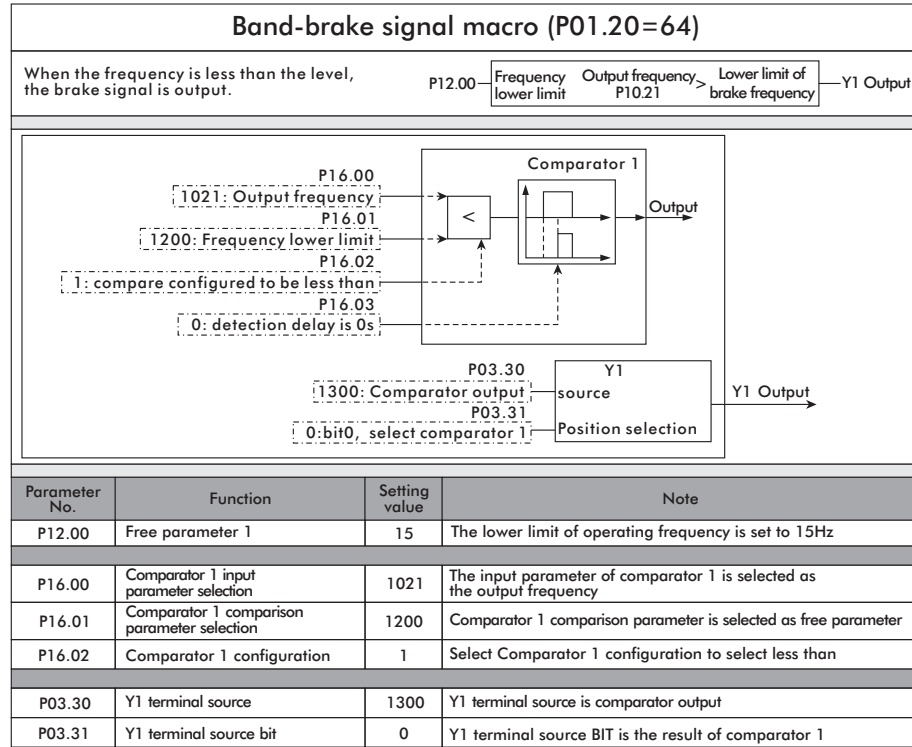 Band-brake signal macro (P01.20=64)
When the frequency is less than the level,
the brake signal is output.
P12.00
Frequency
lower limit
Output frequency
P10.21
>
Lower limit of
brake frequency
Y1 Output
Comparator 1
P16.00
1021: Output frequency
P16.01
1200: Frequency lower limit
P16.02
1: compare configured to be less than
P16.03
0: detection delay is 0s
<
Output
P03.30
1300: Comparator output
P03.31
0:bit0, select comparator 1
Y1
source
Position selection
Y1 Output
Parameter No. Function Setting value Note
P12.00 Free parameter 1 15 The lower limit of operating frequency is set to 15Hz
P16.00 Comparator 1 input parameter selection 1021 The input parameter of comparator 1 is selected as the output frequency
P16.01 Comparator 1 comparison parameter selection 1200 Comparator 1 comparison parameter is selected as free parameter
P16.02 Comparator 1 configuration 1 Select Comparator 1 configuration to select less than
P03.30 Y1 terminal source 1300 Y1 terminal source is comparator output
P03.31 Y1 terminal source bit 0 Y1 terminal source BIT is the result of comparator 1